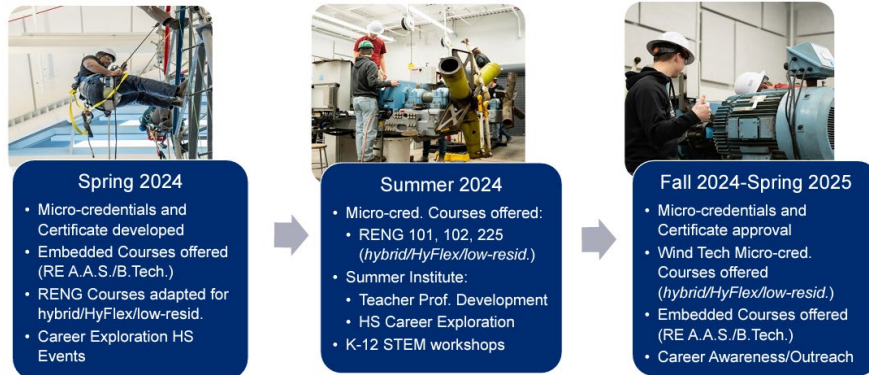 Spring 2024
• Micro-credentials and
Certificate developed
• Embedded Courses offered
(RE A.A.S./B.Tech.)
• RENG Courses adapted for
hybrid/HyFlex/low-resid.
• Career Exploration HS
Events
Summer 2024
• Micro-cred. Courses offered:
• RENG 101, 102, 225
(hybrid/HyFlex/low-resid.)
• Summer Institute:
• Teacher Prof. Development
• HS Career Exploration
• K-12 STEM workshops
Fall 2024-Spring 2025
• Micro-credentials and
Certificate approval
• Wind Tech Micro-cred.
Courses offered
(hybrid/HyFlex/low-resid.)
• Embedded Courses offered
(RE A.A.S./B.Tech.)
• Career Awareness/Outreach